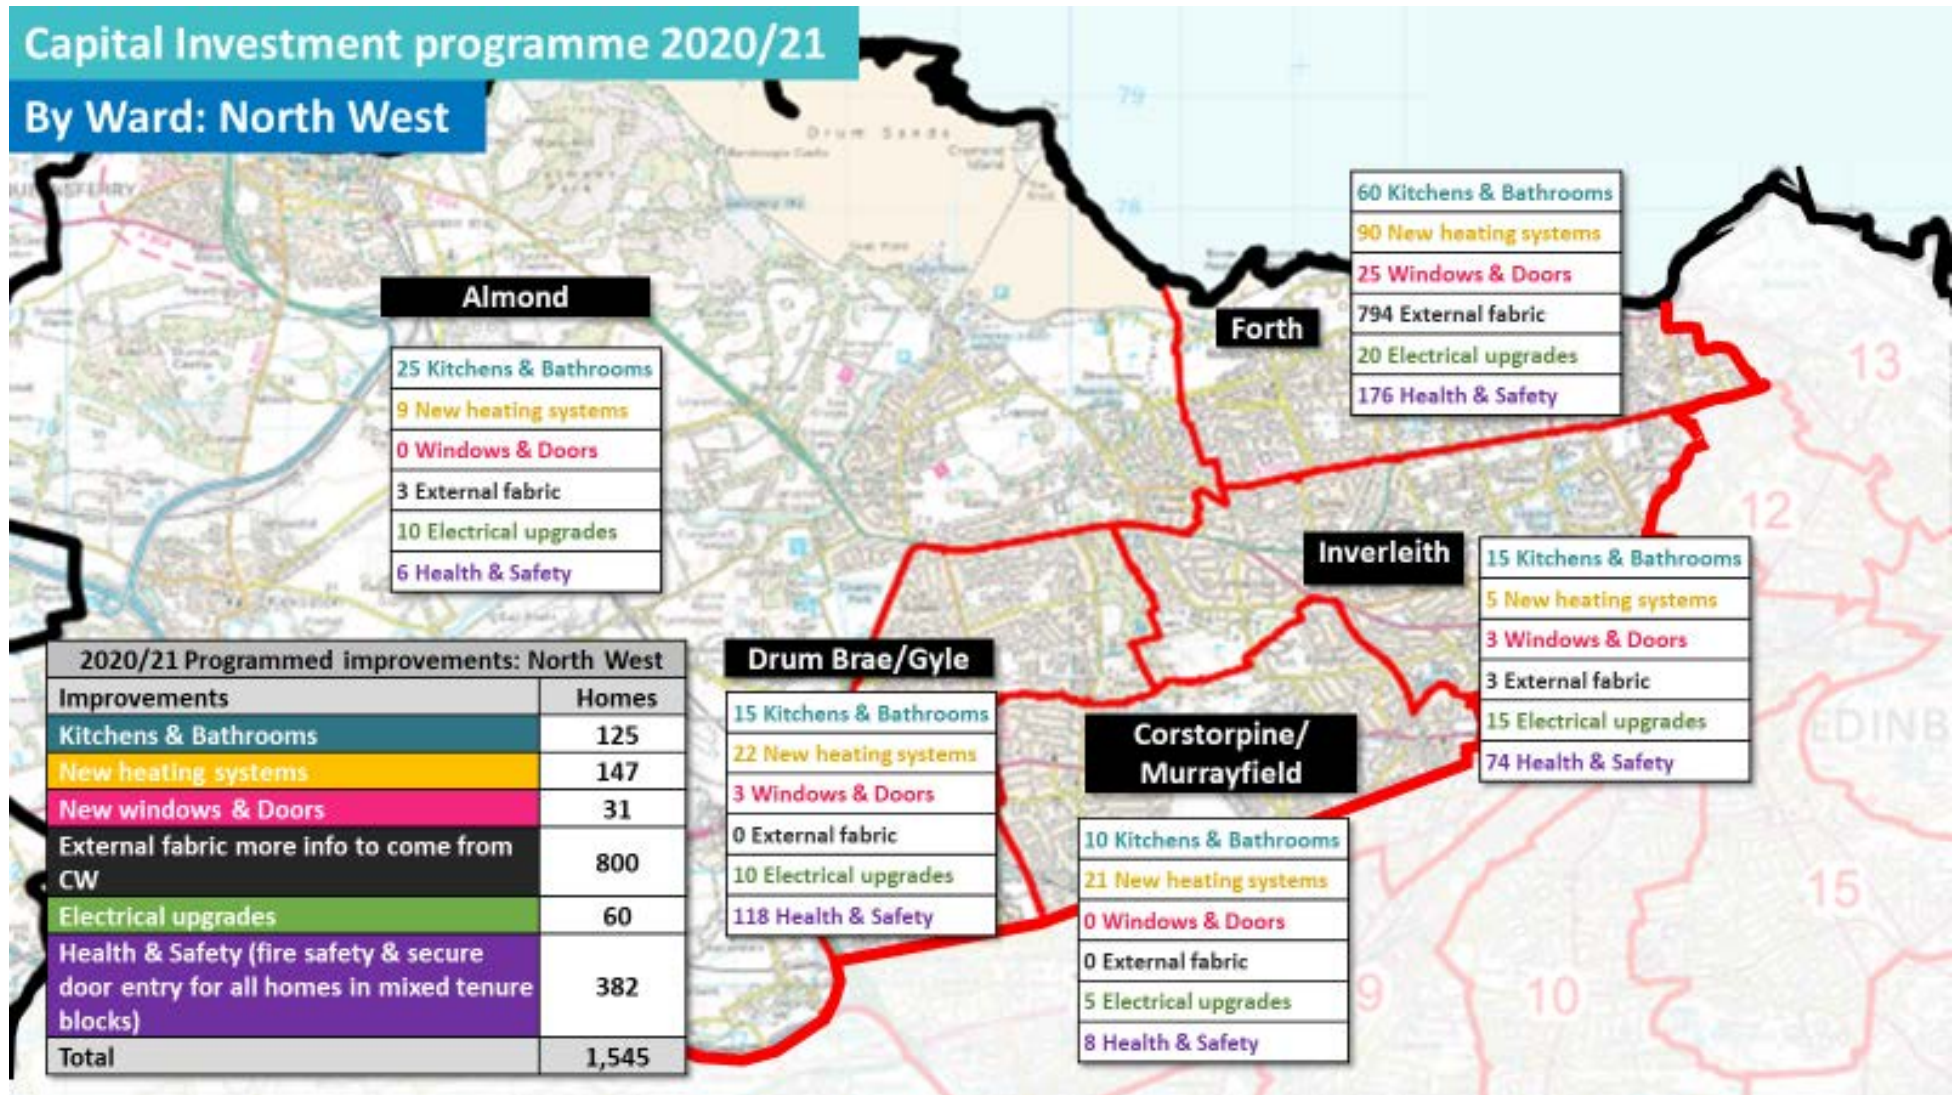 Capital Investment programme 2020/21
By Ward: North West
Almond
25 Kitchens & Bathrooms
9 New heating systems
0 Windows & Doors
3 External fabric
10 Electrical upgrades
6 Health & Safety
Forth
60 Kitchens & Bathrooms
90 New heating systems
25 Windows & Doors
794 External fabric
20 Electrical upgrades
176 Health & Safety
Inverleith
15 Kitchens & Bathrooms
5 New heating systems
3 Windows & Doors
3 External fabric
15 Electrical upgrades
74 Health & Safety
Drum Brae/Gyle
15 Kitchens & Bathrooms
22 New heating systems
3 Windows & Doors
0 External fabric
10 Electrical upgrades
118 Health & Safety
Corstorpine/
Murrayfield
10 Kitchens & Bathrooms
21 New heating systems
0 Windows & Doors
0 External fabric
5 Electrical upgrades
8 Health & Safety
2020/21 Programmed improvements: North West
Improvements Homes
Kitchens & Bathrooms 125
New heating systems 147
New windows & Doors 31
External fabric more info to come from
CW 800
Electrical upgrades 60
Health & Safety (fire safety & secure
door entry for all homes in mixed tenure 382
blocks)
Total 1,545
Drum Sands
79
78
13
12
EDINB
15
9
10